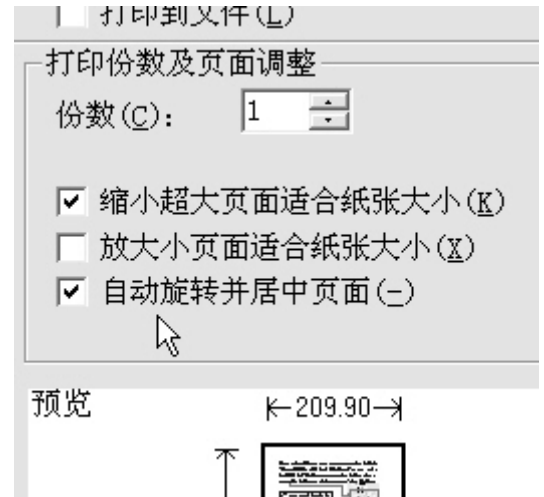 打印到文件(L)
打印份数及页面调整
份数(C): 1
缩小超大页面适合纸张大小(K)
放大小页面适合纸张大小(X)
自动旋转并居中页面(-)
预览
209.90